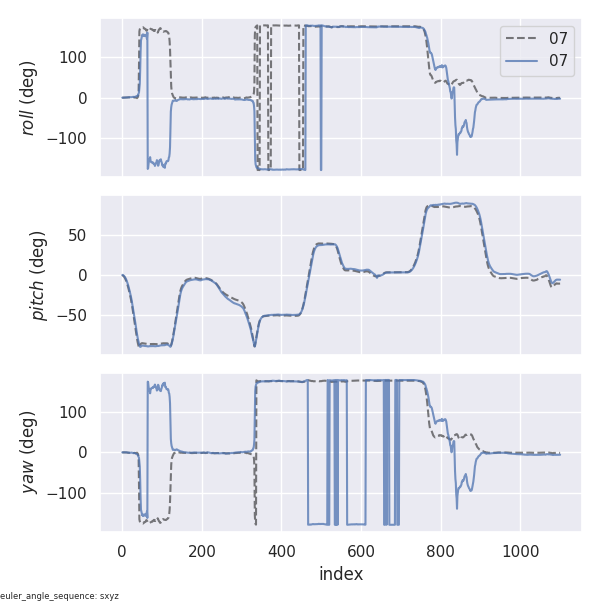 100
0
−100
roll (deg)
07
07
50
0
−50
pitch (deg)
100
0
−100
yaw (deg)
0 200 400 600 800 1000
index
euler_angle_sequence: sxyz